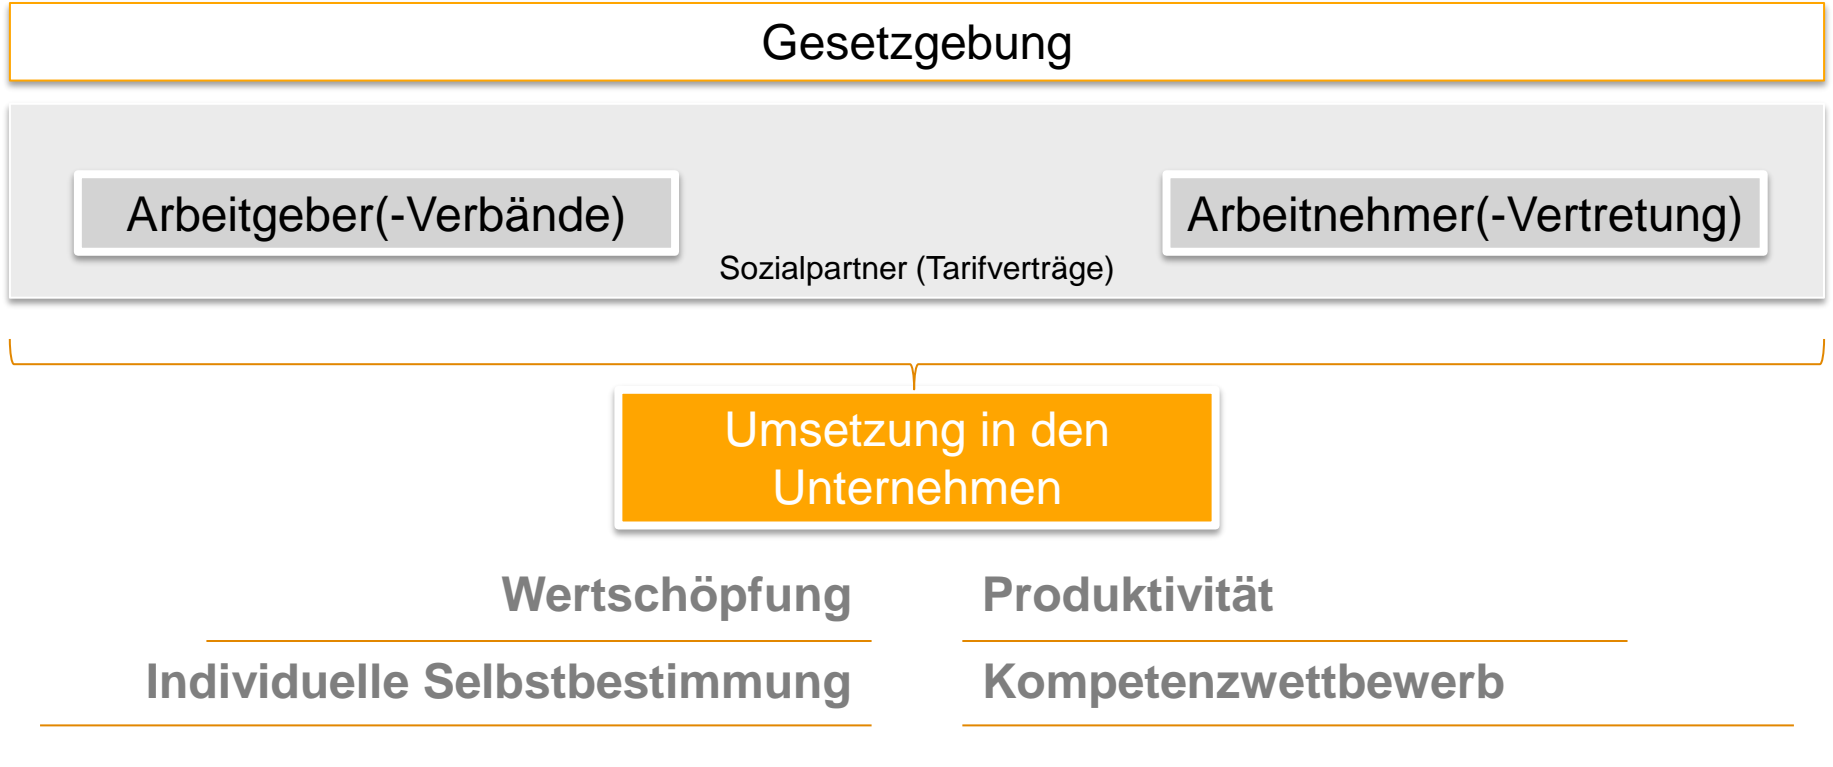 Gesetzgebung
Arbeitgeber(-Verbände)
Arbeitnehmer(-Vertretung)
Sozialpartner (Tarifverträge)
Umsetzung in den
Unternehmen
Wertschöpfung
Produktivität
Individuelle Selbstbestimmung
Kompetenzwettbewerb